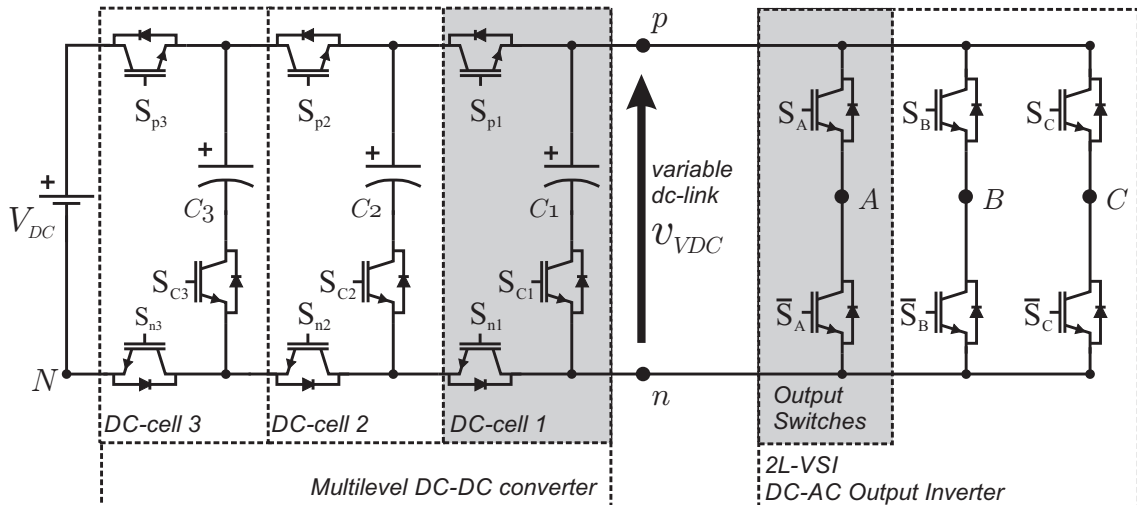 p
S_p3
S_p2
S_p1
S_A
S_B
S_C
+
+
+
+
variable
dc-link
v_VDC
V_DC
C3
C2
C1
A
B
C
S_C3
S_C2
S_C1
S_n3
S_n2
S_n1
S̅_A
S̅_B
S̅_C
N
n
DC-cell 3
DC-cell 2
DC-cell 1
Output
Switches
Multilevel DC-DC converter
2L-VSI
DC-AC Output Inverter